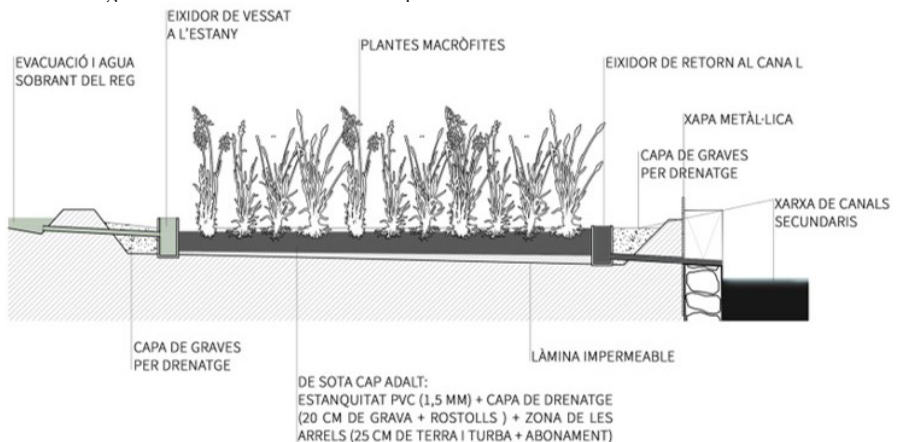 EIXIDOR DE VESSAT
A L'ESTANY
EVACUACIÓ I AGUA
SOBRANT DEL REG
PLANTES MACRÒFITES
EIXIDOR DE RETORN AL CANA L
XAPA METÀL·LICA
CAPA DE GRAVES
PER DRENATGE
XARXA DE CANALS
SECUNDARIS
CAPA DE GRAVES
PER DRENATGE
LÀMINA IMPERMEABLE
DE SOTA CAP ADALT:
ESTANQUITAT PVC (1,5 MM) + CAPA DE DRENATGE
(20 CM DE GRAVA + ROSTOLLS ) + ZONA DE LES
ARRELS (25 CM DE TERRA I TURBA + ABONAMENT)